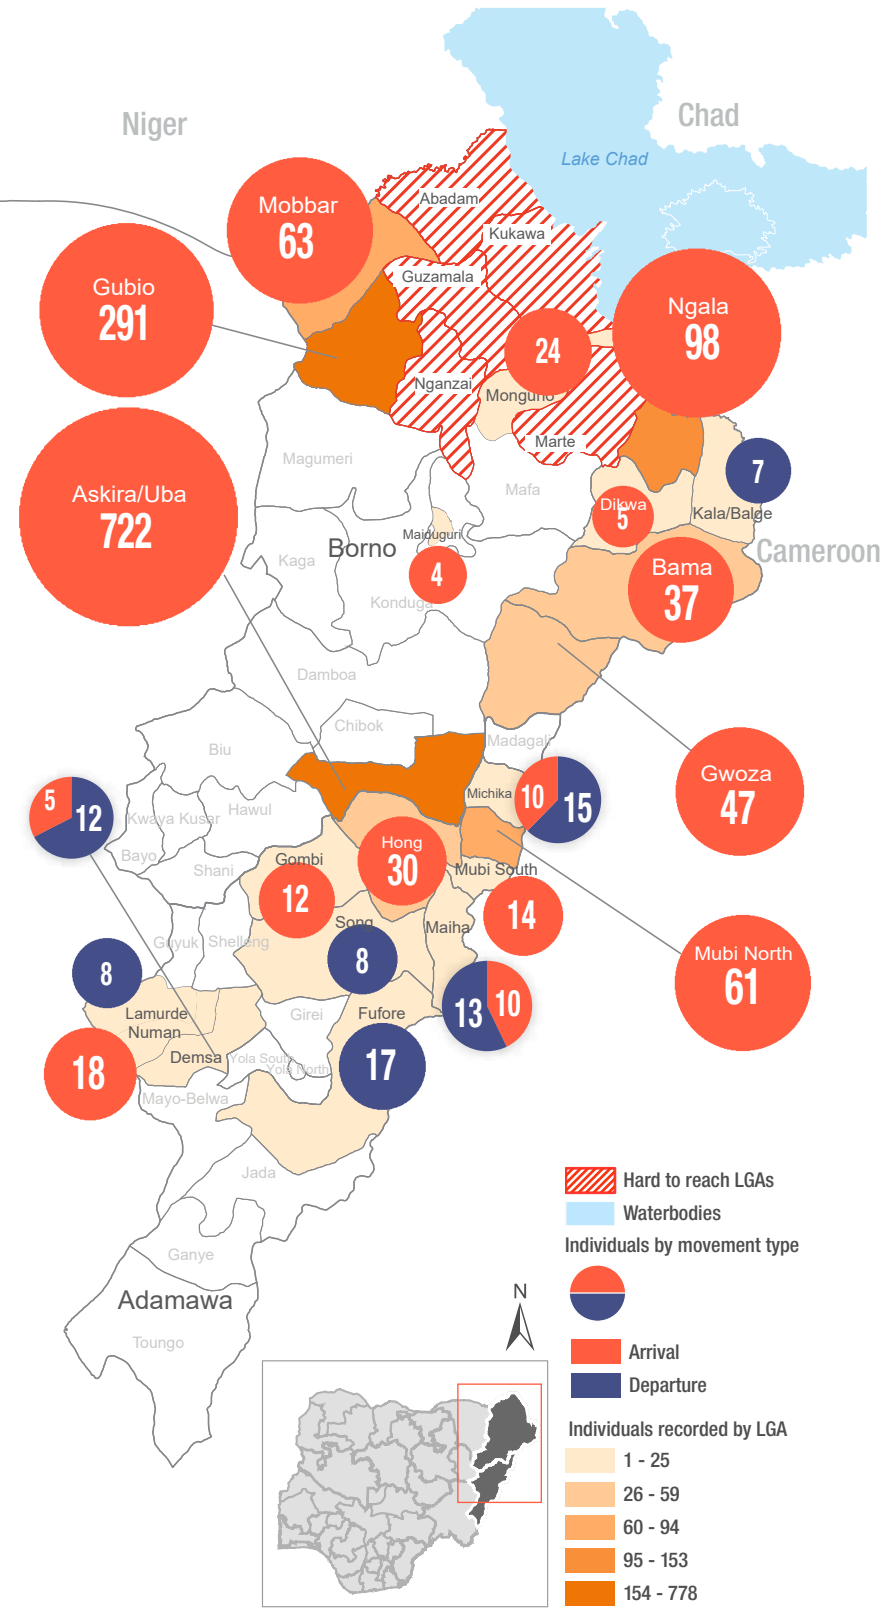 Niger
Chad
Lake Chad
Abadam
Mobbar
63
Kukawa
Guzamala
Gubio
291
Ngala
98
24
Nganzai
Monguno
Marte
Magumeri
7
Askira/Uba
722
Mafa
Dikwa
5
Kala/Balge
Maiduguri
Borno
Cameroon
Kaga
4
Bama
37
Konduga
Damboa
Chibok
Madagali
Biu
Gwoza
47
Michika
10
15
5
12
Hawul
Kwaya Kusar
Bayo
Hong
30
Gombi
Shani
Mubi South
12
14
Song
Maiha
Guyuk
Shelleng
Mubi North
61
8
8
13
10
Lamurde
Girei
Fufore
Numan
Demsa
Yola South
Yola North
17
18
Mayo-Belwa
Jada
Ganye
Adamawa
Toungo
Hard to reach LGAs
Waterbodies
Individuals by movement type
N
Arrival
Departure
Individuals recorded by LGA
1 - 25
26 - 59
60 - 94
95 - 153
154 - 778